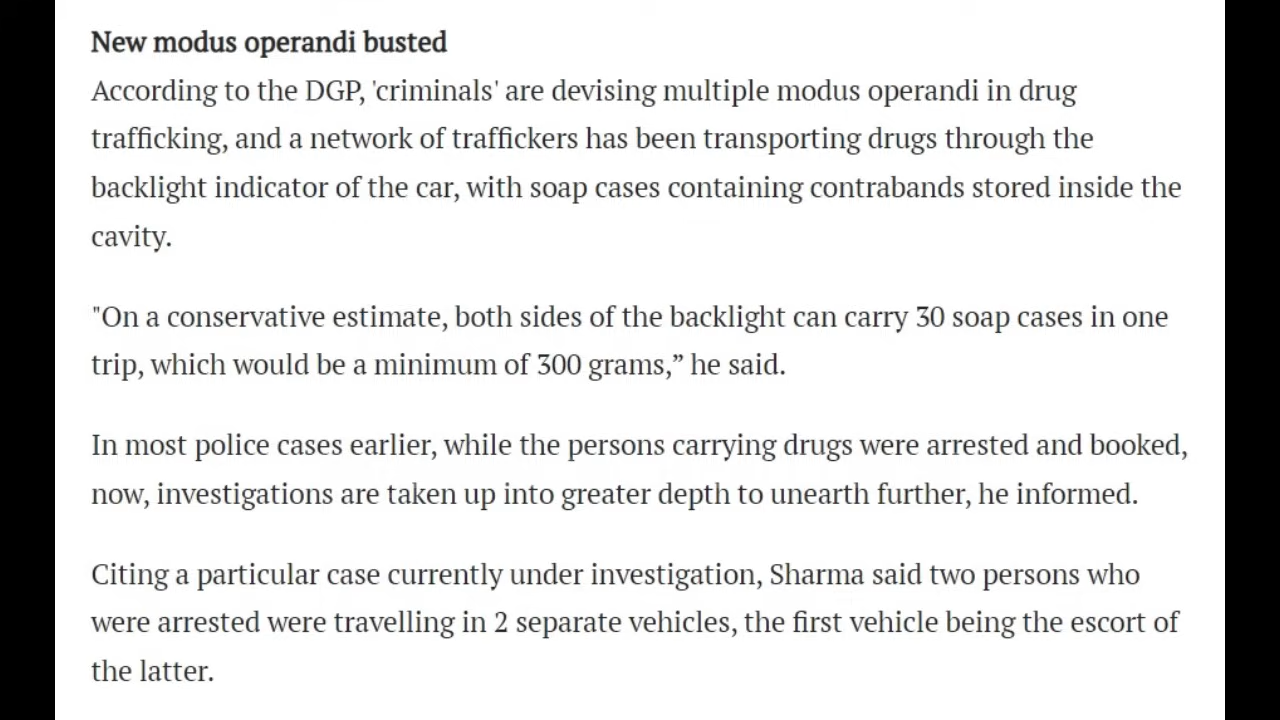 New modus operandi busted
According to the DGP, 'criminals' are devising multiple modus operandi in drug
trafficking, and a network of traffickers has been transporting drugs through the
backlight indicator of the car, with soap cases containing contrabands stored inside the
cavity.
"On a conservative estimate, both sides of the backlight can carry 30 soap cases in one
trip, which would be a minimum of 300 grams,” he said.
In most police cases earlier, while the persons carrying drugs were arrested and booked,
now, investigations are taken up into greater depth to unearth further, he informed.
Citing a particular case currently under investigation, Sharma said two persons who
were arrested were travelling in 2 separate vehicles, the first vehicle being the escort of
the latter.